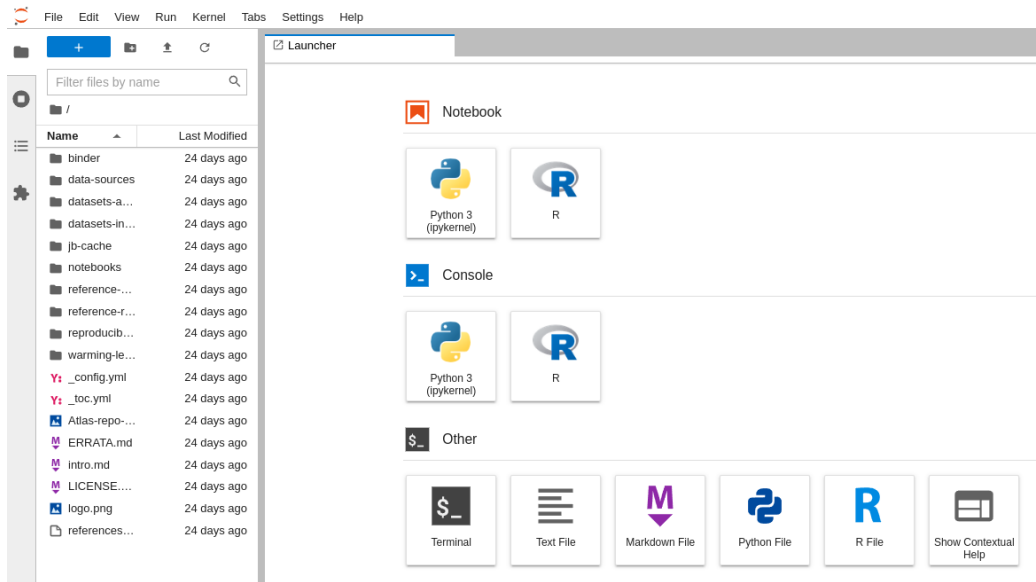 File Edit View Run Kernel Tabs Settings Help
Launcher
Filter files by name
/
Name Last Modified
binder 24 days ago
data-sources 24 days ago
datasets-a… 24 days ago
datasets-in… 24 days ago
jb-cache 24 days ago
notebooks 24 days ago
reference-… 24 days ago
reference-r… 24 days ago
reproducib… 24 days ago
warming-le… 24 days ago
_config.yml 24 days ago
_toc.yml 24 days ago
Atlas-repo-… 24 days ago
ERRATA.md 24 days ago
intro.md 24 days ago
LICENSE.… 24 days ago
logo.png 24 days ago
references… 24 days ago
Notebook
Python 3
(ipykernel)
R
Console
Python 3
(ipykernel)
R
$_
Other
$_
Terminal
Text File
M
Markdown File
Python File
R
R File
Show Contextual
Help